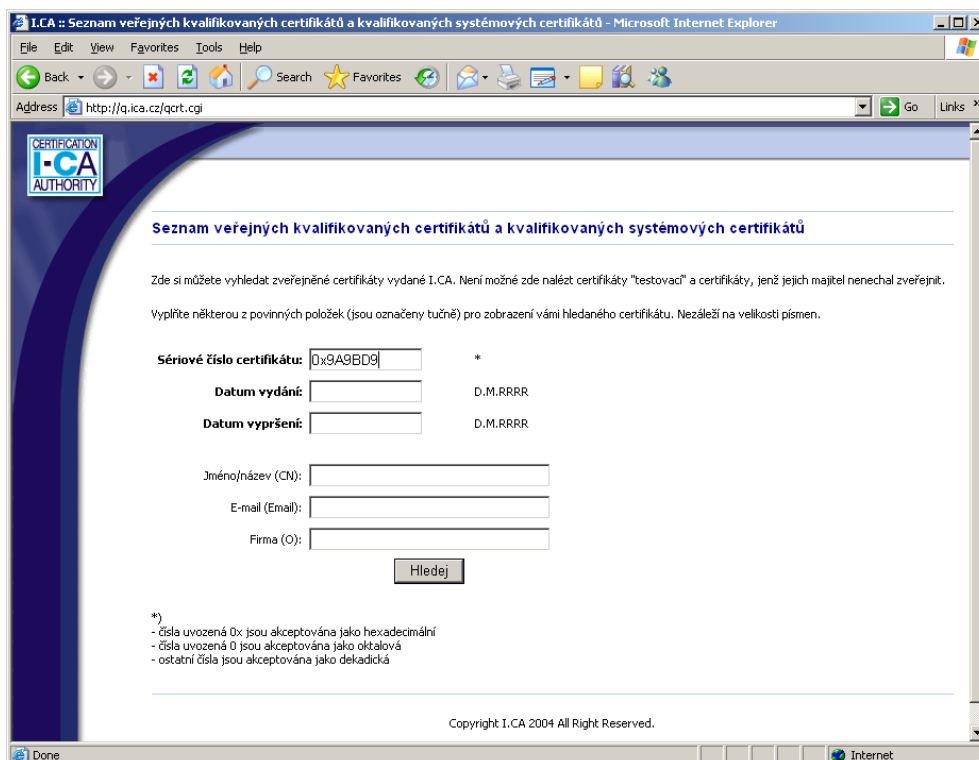 I.CA :: Seznam veřejných kvalifikovaných certifikátů a kvalifikovaných systémových certifikátů - Microsoft Internet Explorer
File Edit View Favorites Tools Help
Back Search Favorites
Address http://q.ica.cz/qcrt.cgi Go Links »
CERTIFICATION
I-CA
AUTHORITY
Seznam veřejných kvalifikovaných certifikátů a kvalifikovaných systémových certifikátů
Zde si můžete vyhledat zveřejněné certifikáty vydané I.CA. Není možné zde nalézt certifikáty "testovací" a certifikáty, jenž jejich majitel nenechal zveřejnit.
Vyplňte některou z povinných položek (jsou označeny tučně) pro zobrazení vámi hledaného certifikátu. Nezáleží na velikosti písmen.
Sériové číslo certifikátu: 0x9A9BD9 *
Datum vydání: D.M.RRRR
Datum vypršení: D.M.RRRR
Jméno/název (CN):
E-mail (Email):
Firma (O):
Hledej
*)
- čísla uvozená 0x jsou akceptována jako hexadecimální
- čísla uvozená 0 jsou akceptována jako oktalová
- ostatní čísla jsou akceptována jako dekadická
Copyright I.CA 2004 All Right Reserved.
Done Internet